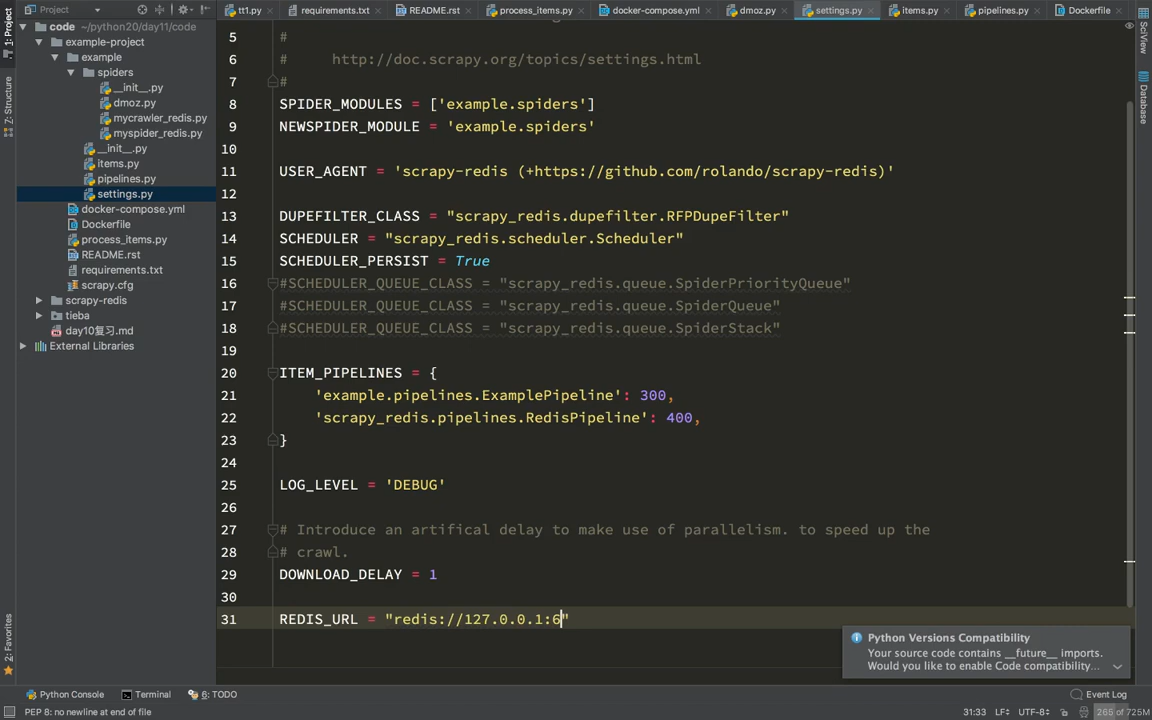 Project
tt1.py
requirements.txt
README.rst
process_items.py
docker-compose.yml
dmoz.py
settings.py
items.py
pipelines.py
Dockerfile
1: Project
Z: Structure
2: Favorites
SciView
Database
code ~/python20/day11/code
example-project
example
spiders
__init__.py
dmoz.py
mycrawler_redis.py
myspider_redis.py
__init__.py
items.py
pipelines.py
settings.py
docker-compose.yml
Dockerfile
process_items.py
README.rst
requirements.txt
scrapy.cfg
scrapy-redis
tieba
day10复习.md
External Libraries
5 #
6 #     http://doc.scrapy.org/topics/settings.html
7 #
8 SPIDER_MODULES = ['example.spiders']
9 NEWSPIDER_MODULE = 'example.spiders'
10
11 USER_AGENT = 'scrapy-redis (+https://github.com/rolando/scrapy-redis)'
12
13 DUPEFILTER_CLASS = "scrapy_redis.dupefilter.RFPDupeFilter"
14 SCHEDULER = "scrapy_redis.scheduler.Scheduler"
15 SCHEDULER_PERSIST = True
16 #SCHEDULER_QUEUE_CLASS = "scrapy_redis.queue.SpiderPriorityQueue"
17 #SCHEDULER_QUEUE_CLASS = "scrapy_redis.queue.SpiderQueue"
18 #SCHEDULER_QUEUE_CLASS = "scrapy_redis.queue.SpiderStack"
19
20 ITEM_PIPELINES = {
21     'example.pipelines.ExamplePipeline': 300,
22     'scrapy_redis.pipelines.RedisPipeline': 400,
23 }
24
25 LOG_LEVEL = 'DEBUG'
26
27 # Introduce an artifical delay to make use of parallelism. to speed up the
28 # crawl.
29 DOWNLOAD_DELAY = 1
30
31 REDIS_URL = "redis://127.0.0.1:6"
Python Versions Compatibility
Your source code contains __future__ imports.
Would you like to enable Code compatibility...
Python Console
Terminal
6: TODO
Event Log
PEP 8: no newline at end of file
31:33
LF÷
UTF-8÷
265 of 725M